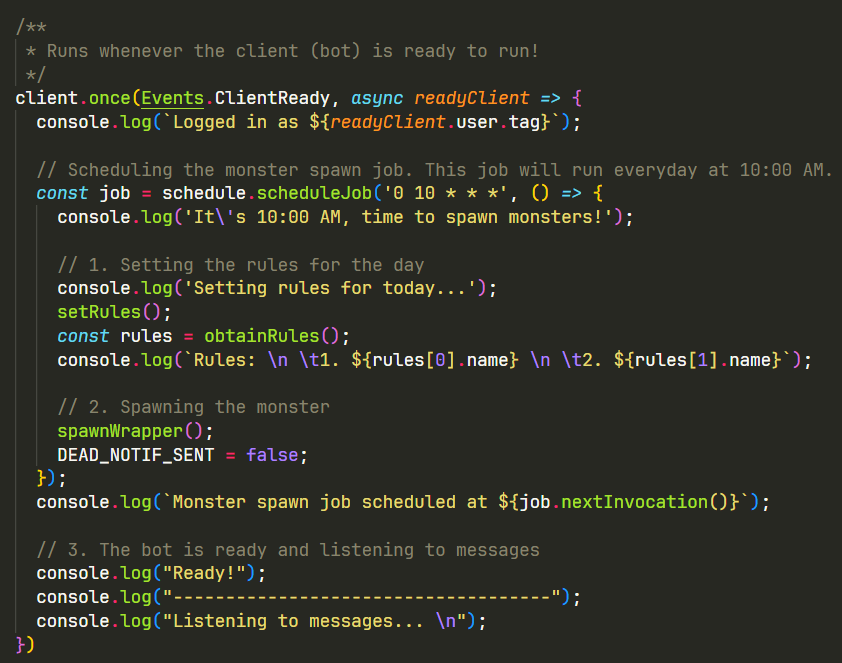 /**
 * Runs whenever the client (bot) is ready to run!
 */
client.once(Events.ClientReady, async readyClient => {
  console.log(`Logged in as ${readyClient.user.tag}`);

  // Scheduling the monster spawn job. This job will run everyday at 10:00 AM.
  const job = schedule.scheduleJob('0 10 * * *', () => {
    console.log('It\'s 10:00 AM, time to spawn monsters!');

    // 1. Setting the rules for the day
    console.log('Setting rules for today...');
    setRules();
    const rules = obtainRules();
    console.log(`Rules: \n \t1. ${rules[0].name} \n \t2. ${rules[1].name}`);

    // 2. Spawning the monster
    spawnWrapper();
    DEAD_NOTIF_SENT = false;
  });
  console.log(`Monster spawn job scheduled at ${job.nextInvocation()}`);

  // 3. The bot is ready and listening to messages
  console.log("Ready!");
  console.log("------------------------------------");
  console.log("Listening to messages... \n");
})